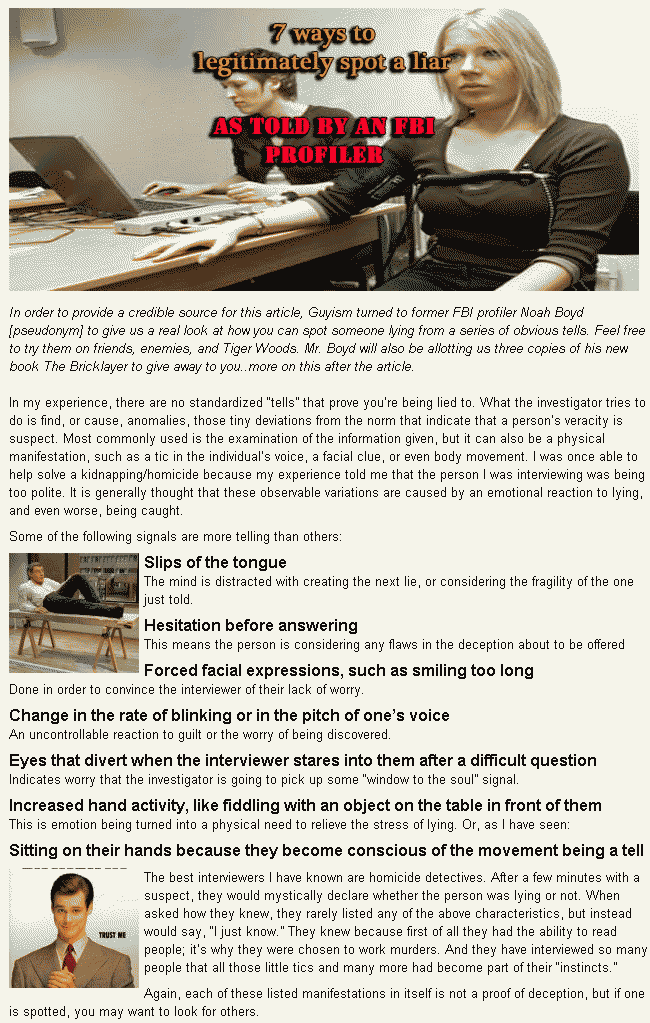 7 ways to
legitimately spot a liar
AS TOLD BY AN FBI
PROFILER
In order to provide a credible source for this article, Guyism turned to former FBI profiler Noah Boyd
[pseudonym] to give us a real look at how you can spot someone lying from a series of obvious tells. Feel free
to try them on friends, enemies, and Tiger Woods. Mr. Boyd will also be allotting us three copies of his new
book The Bricklayer to give away to you..more on this after the article.
In my experience, there are no standardized "tells" that prove you're being lied to. What the investigator tries to
do is find, or cause, anomalies, those tiny deviations from the norm that indicate that a person's veracity is
suspect. Most commonly used is the examination of the information given, but it can also be a physical
manifestation, such as a tic in the individual's voice, a facial clue, or even body movement. I was once able to
help solve a kidnapping/homicide because my experience told me that the person I was interviewing was being
too polite. It is generally thought that these observable variations are caused by an emotional reaction to lying,
and even worse, being caught.
Some of the following signals are more telling than others:
Slips of the tongue
The mind is distracted with creating the next lie, or considering the fragility of the one
just told.
Hesitation before answering
This means the person is considering any flaws in the deception about to be offered
Forced facial expressions, such as smiling too long
Done in order to convince the interviewer of their lack of worry.
Change in the rate of blinking or in the pitch of one's voice
An uncontrollable reaction to guilt or the worry of being discovered.
Eyes that divert when the interviewer stares into them after a difficult question
Indicates worry that the investigator is going to pick up some "window to the soul" signal.
Increased hand activity, like fiddling with an object on the table in front of them
This is emotion being turned into a physical need to relieve the stress of lying. Or, as I have seen:
Sitting on their hands because they become conscious of the movement being a tell
TRUST ME
The best interviewers I have known are homicide detectives. After a few minutes with a
suspect, they would mystically declare whether the person was lying or not. When
asked how they knew, they rarely listed any of the above characteristics, but instead
would say, "I just know." They knew because first of all they had the ability to read
people; it's why they were chosen to work murders. And they have interviewed so many
people that all those little tics and many more had become part of their "instincts."
Again, each of these listed manifestations in itself is not a proof of deception, but if one
is spotted, you may want to look for others.